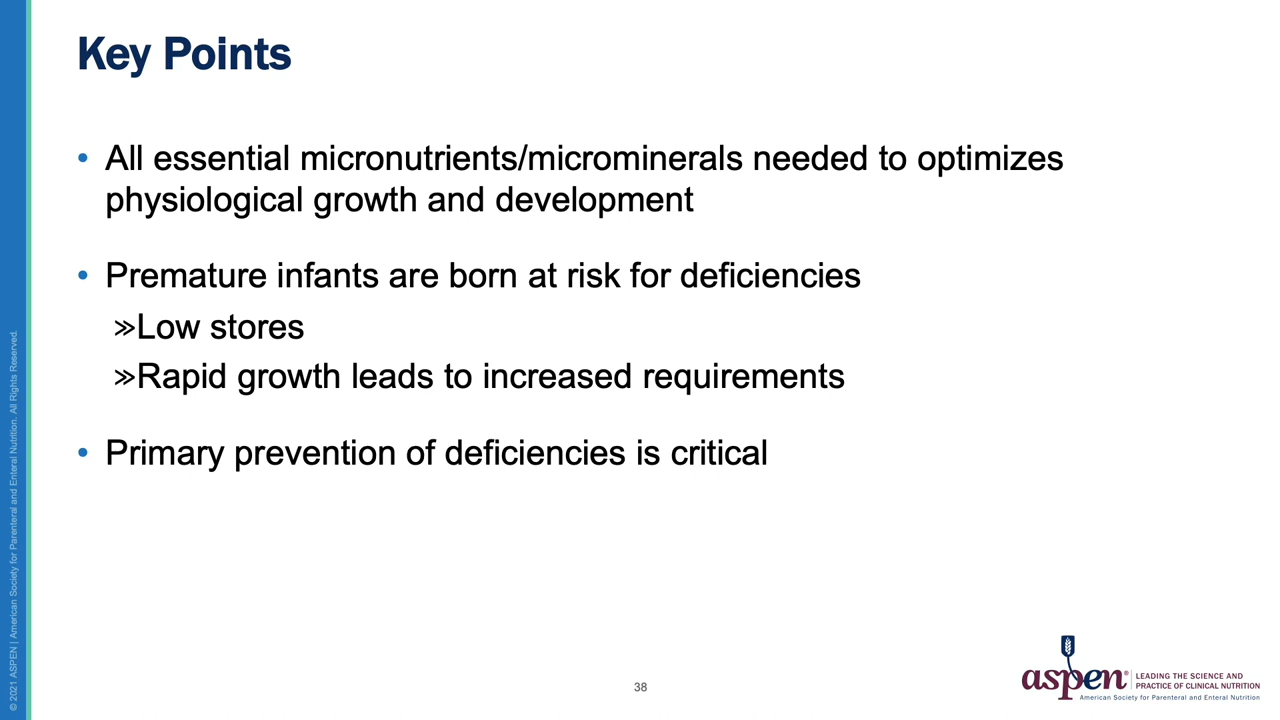 Key Points
• All essential micronutrients/microminerals needed to optimizes
physiological growth and development
• Premature infants are born at risk for deficiencies
»Low stores
»Rapid growth leads to increased requirements
• Primary prevention of deficiencies is critical
© 2021 ASPEN | American Society for Parenteral and Enteral Nutrition. All Rights Reserved.
38
aspen® LEADING THE SCIENCE AND
PRACTICE OF CLINICAL NUTRITION
American Society for Parenteral and Enteral Nutrition